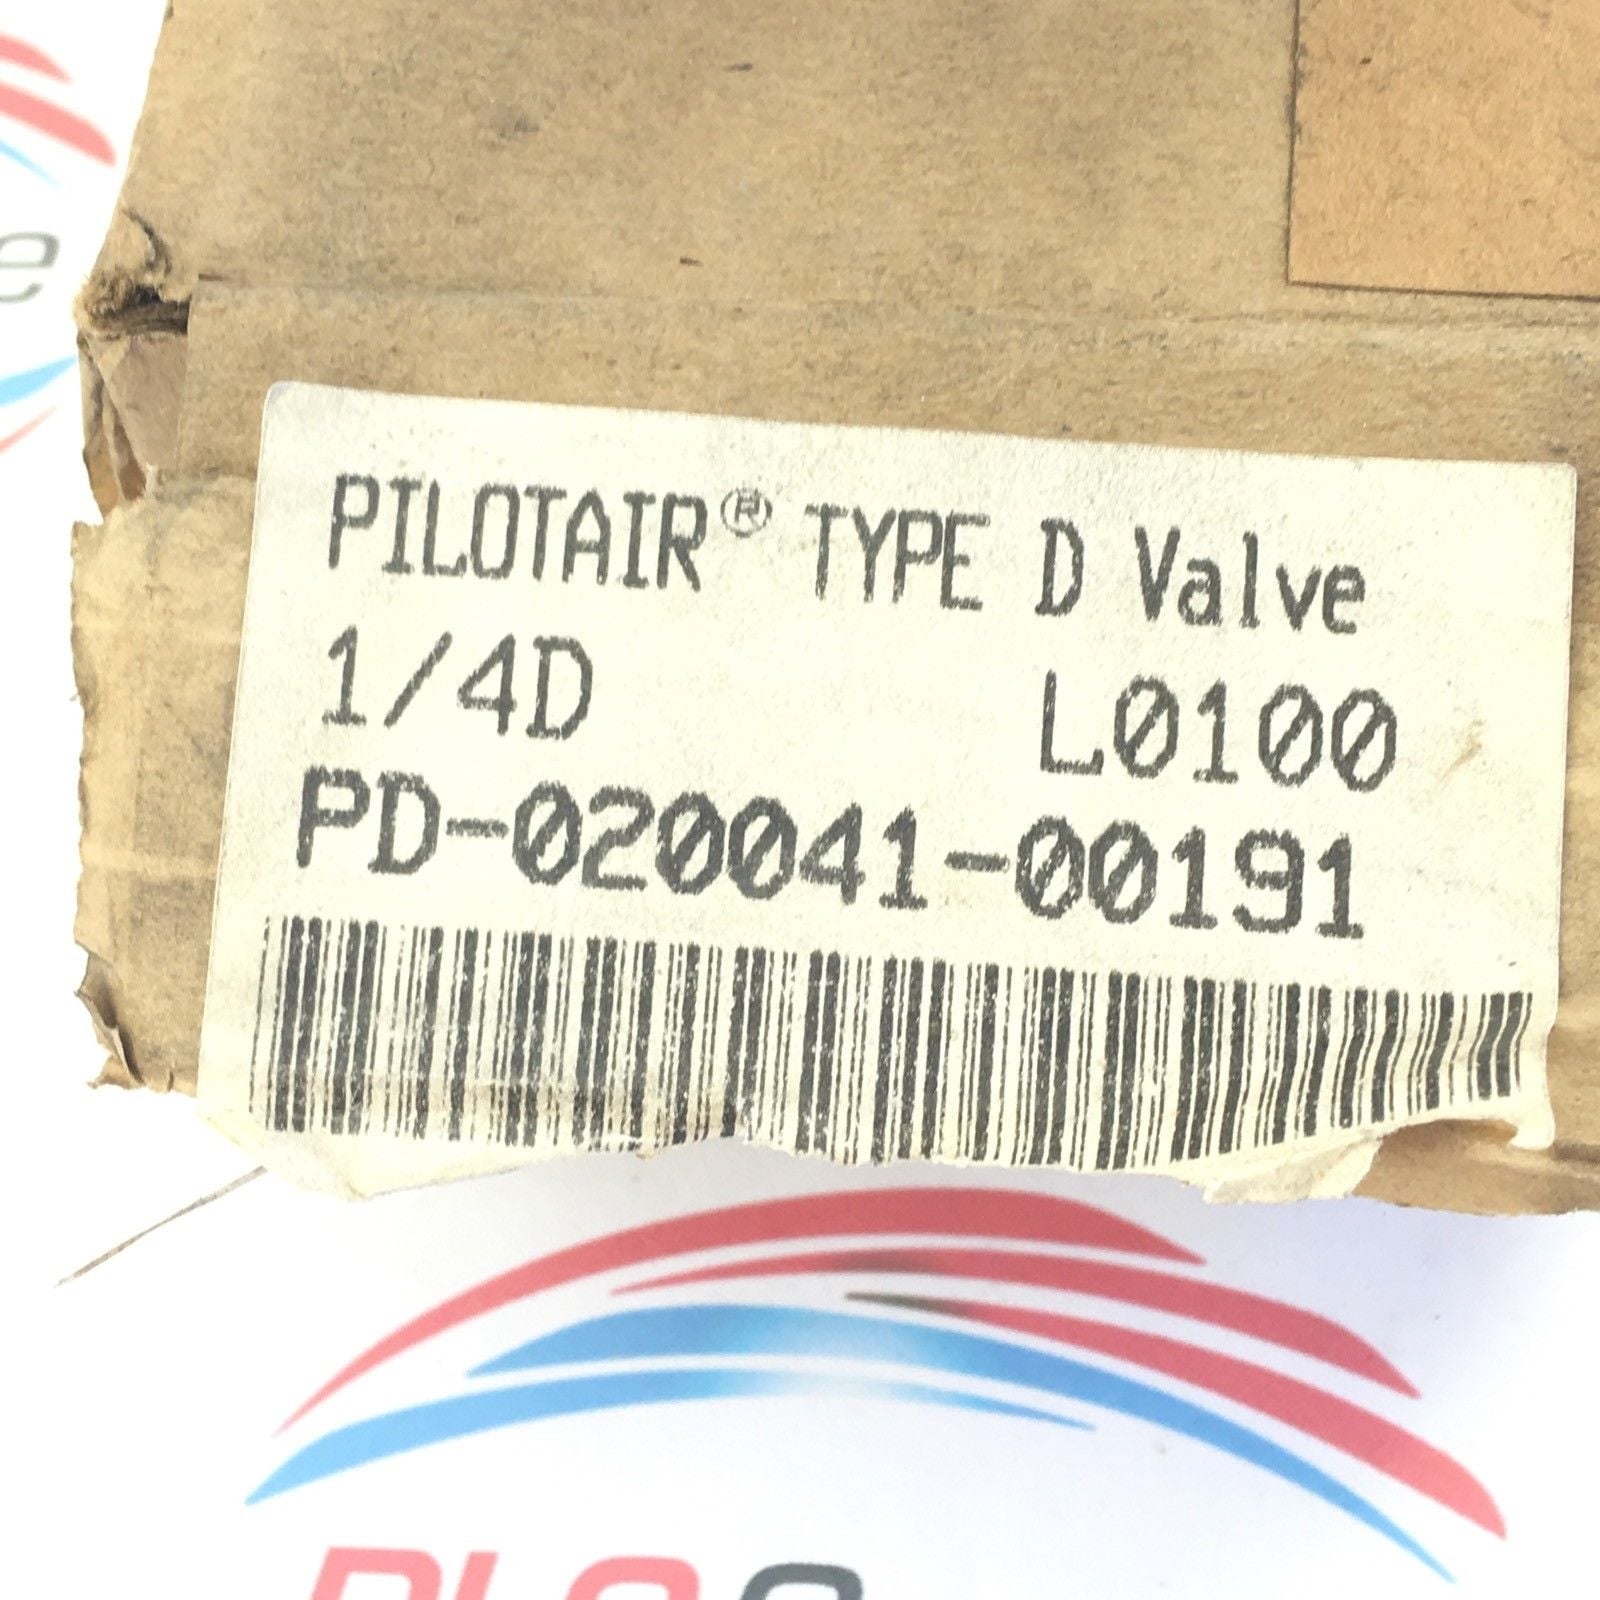 PILOTAIR® TYPE D Valve
1/4D L0100
PD-020041-00191
e